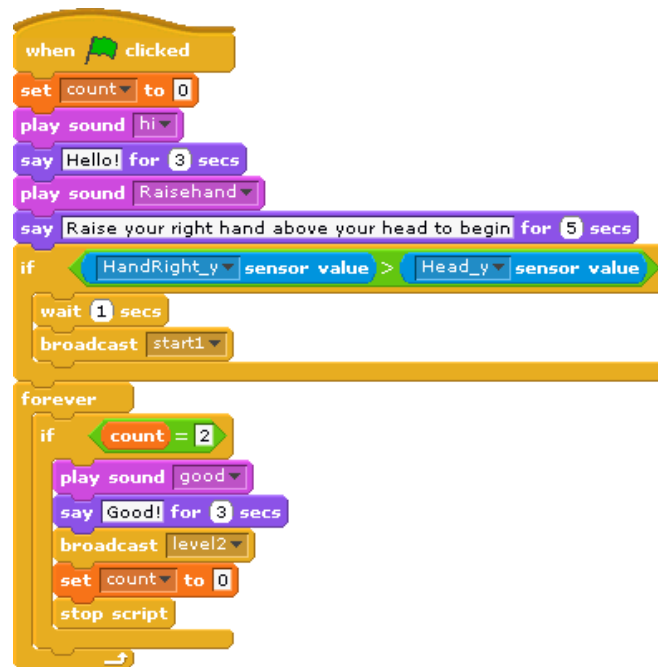 when clicked
set count to 0
play sound hi
say Hello! for 3 secs
play sound Raisehand
say Raise your right hand above your head to begin for 5 secs
if HandRight_y sensor value > Head_y sensor value
wait 1 secs
broadcast start1
forever
if count = 2
play sound good
say Good! for 3 secs
broadcast level2
set count to 0
stop script